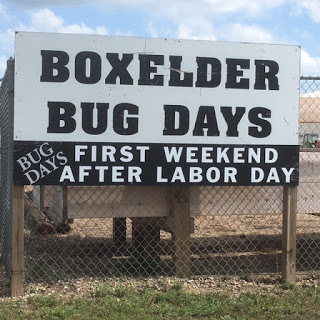 BOXELDER
BUG DAYS
BUG DAYS
FIRST WEEKEND
AFTER LABOR DAY